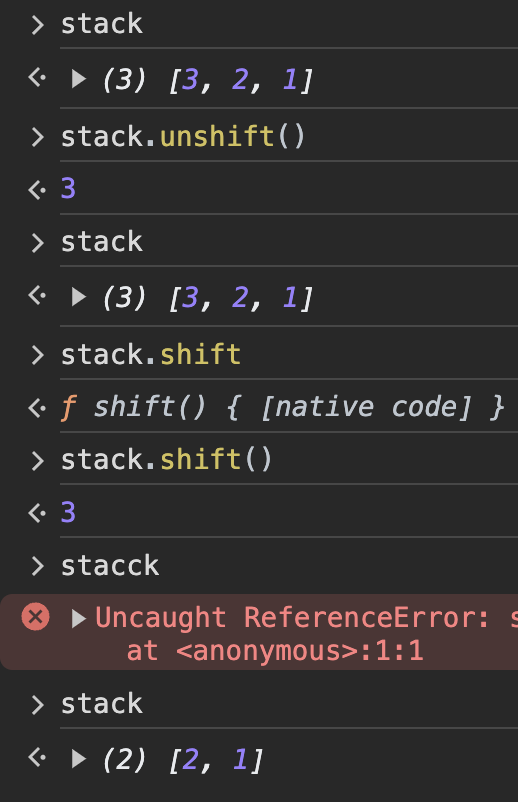 stack
(3) [3, 2, 1]
stack.unshift()
3
stack
(3) [3, 2, 1]
stack.shift
ƒ shift() { [native code] }
stack.shift()
3
stacck
Uncaught ReferenceError:
at <anonymous>:1:1
stack
(2) [2, 1]